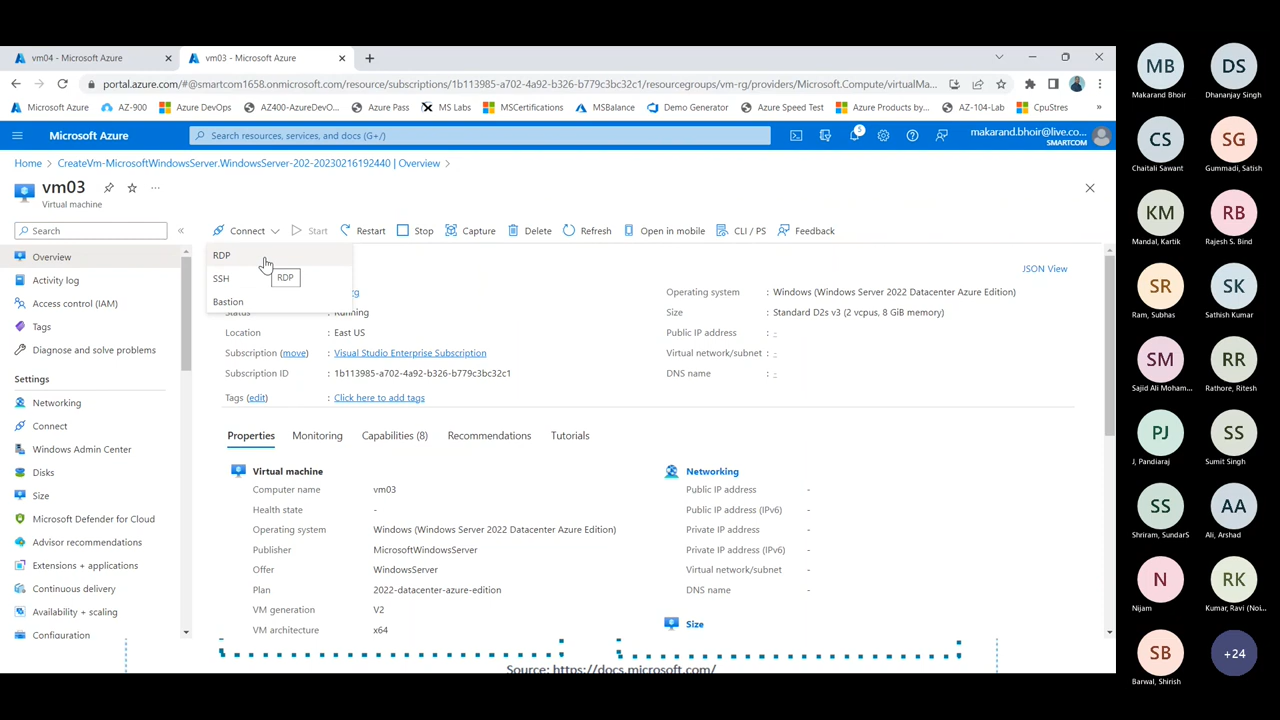 vm04 - Microsoft Azure
vm03 - Microsoft Azure
portal.azure.com/#@smartcom1658.onmicrosoft.com/resource/subscriptions/1b113985-a702-4a92-b326-b779c3bc32c1/resourcegroups/vm-rg/providers/Microsoft.Compute/virtualMa...
Microsoft Azure AZ-900 Azure DevOps AZ400-AzureDevO... Azure Pass MS Labs MSCertifications MSBalance Demo Generator Azure Speed Test Azure Products by... AZ-104-Lab CpuStres »
Microsoft Azure
Search resources, services, and docs (G+/)
5
makarand.bhoir@live.co...
SMARTCOM
Home > CreateVm-MicrosoftWindowsServer.WindowsServer-202-20230216192440 | Overview >
vm03
Virtual machine
Search
«
Connect Start Restart Stop Capture Delete Refresh Open in mobile CLI / PS Feedback
RDP
SSH
Bastion
RDP
JSON View
Overview
Activity log
Access control (IAM)
Tags
Diagnose and solve problems
Settings
Networking
Connect
Windows Admin Center
Disks
Size
Microsoft Defender for Cloud
Advisor recommendations
Extensions + applications
Continuous delivery
Availability + scaling
Configuration
Status : Running
Location : East US
Subscription (move) : Visual Studio Enterprise Subscription
Subscription ID : 1b113985-a702-4a92-b326-b779c3bc32c1
Tags (edit) : Click here to add tags
Operating system : Windows (Windows Server 2022 Datacenter Azure Edition)
Size : Standard D2s v3 (2 vcpus, 8 GiB memory)
Public IP address : -
Virtual network/subnet : -
DNS name : -
Properties Monitoring Capabilities (8) Recommendations Tutorials
Virtual machine
Computer name vm03
Health state -
Operating system Windows (Windows Server 2022 Datacenter Azure Edition)
Publisher MicrosoftWindowsServer
Offer WindowsServer
Plan 2022-datacenter-azure-edition
VM generation V2
VM architecture x64
Networking
Public IP address -
Public IP address (IPv6) -
Private IP address -
Private IP address (IPv6) -
Virtual network/subnet -
DNS name -
Size
Source: https://docs.microsoft.com/
MB
Makarand Bhoir
DS
Dhananjay Singh
CS
Chaitali Sawant
SG
Gummadi, Satish
KM
Mandal, Kartik
RB
Rajesh S. Bind
SR
Ram, Subhas
SK
Sathish Kumar
SM
Sajid Ali Moham...
RR
Rathore, Ritesh
PJ
J, Pandiaraj
SS
Sumit Singh
SS
Shriram, SundarS
AA
Ali, Arshad
N
Nijam
RK
Kumar, Ravi (Noi...
SB
Barwal, Shirish
+24